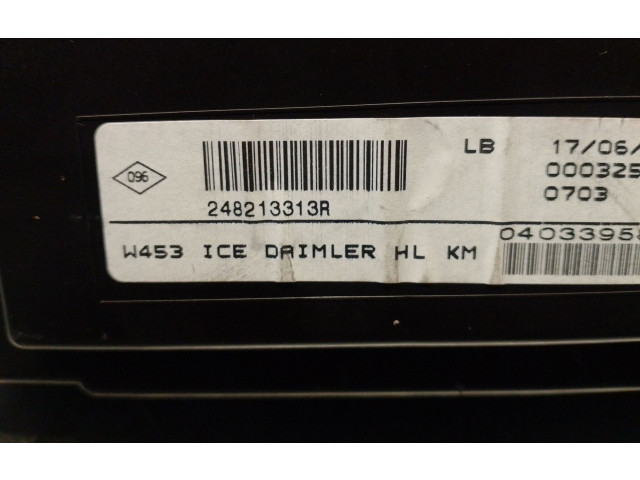 096
248213313R
LB 17/06/
000325
0703
W453 ICE DAIMLER HL KM
0403395